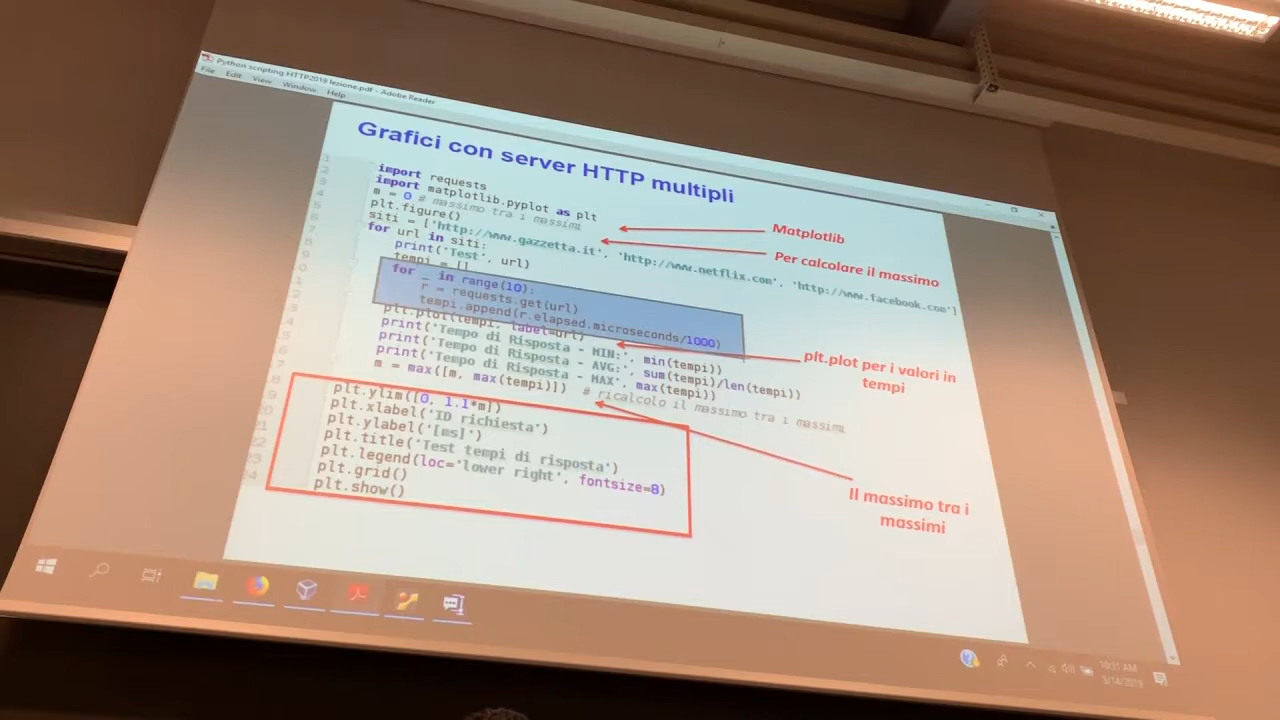 Python scripting HTTP2019 lezione.pdf - Adobe Reader
File Edit View Window Help
Grafici con server HTTP multipli
import requests
import matplotlib.pyplot as plt
m = 0 # massimo tra i massimi
plt.figure()
siti = ['http://www.gazzetta.it', 'http://www.netflix.com', 'http://www.facebook.com']
for url in siti:
print('Test', url)
tempi = []
for _ in range(10):
r = requests.get(url)
tempi.append(r.elapsed.microseconds/1000)
plt.plot(tempi, label=url)
print('Tempo di Risposta - MIN:', min(tempi))
print('Tempo di Risposta - AVG:', sum(tempi)/len(tempi))
print('Tempo di Risposta - MAX', max(tempi))
m = max([m, max(tempi)]) # ricalcolo il massimo tra i massimi
plt.ylim([0, 1.1*m])
plt.xlabel('ID richiesta')
plt.ylabel('[ms]')
plt.title('Test tempi di risposta')
plt.legend(loc='lower right', fontsize=8)
plt.grid()
plt.show()
Matplotlib
Per calcolare il massimo
plt.plot per i valori in
tempi
Il massimo tra i
massimi
10:31 AM
5/14/2019